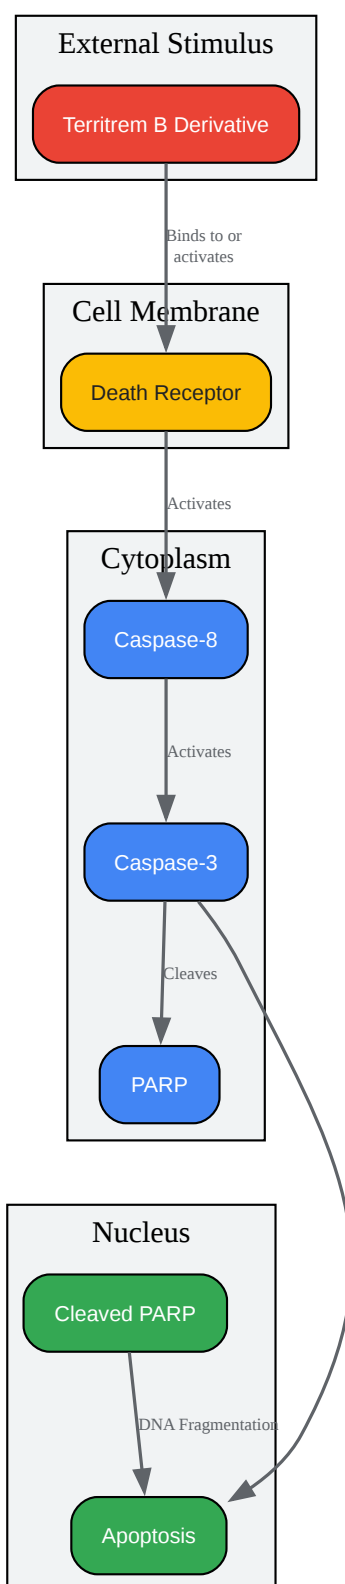 External Stimulus
Territrem B Derivative
Binds to or
activates
Cell Membrane
Death Receptor
Activates
Cytoplasm
Caspase-8
Activates
Caspase-3
Cleaves
PARP
Nucleus
Cleaved PARP
DNA Fragmentation
Apoptosis